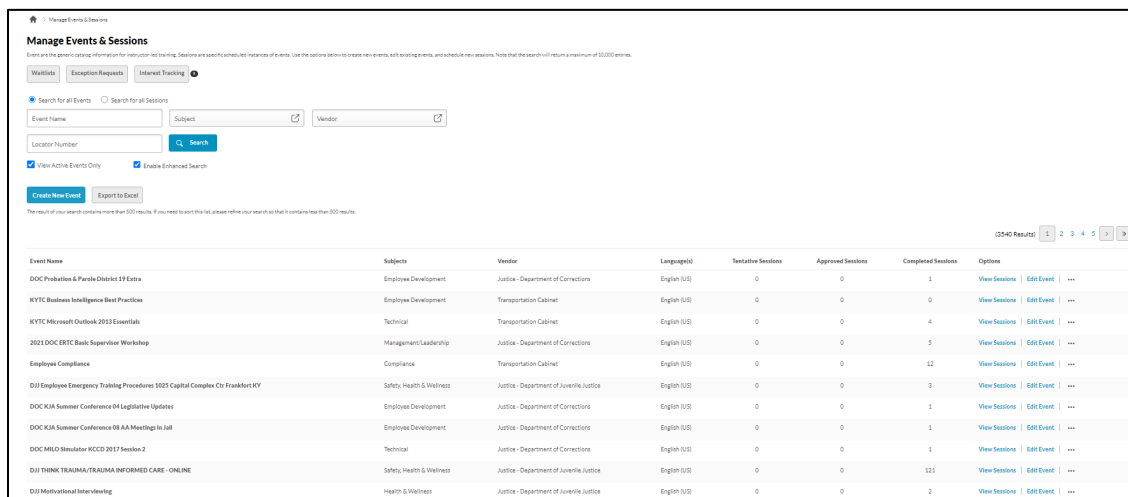 > Manage Events & Sessions
Manage Events & Sessions
Event are the generic catalog information for instructor-led training. Sessions are specific scheduled instances of events. Use the options below to create new events, edit existing events, and schedule new sessions. Note that the search will return a maximum of 10,000 entries.
Waitlists Exception Requests Interest Tracking ?
Search for all Events Search for all Sessions
Event Name Subject Vendor
Locator Number Search
View Active Events Only Enable Enhanced Search
Create New Event Export to Excel
The result of your search contains more than 500 results. If you need to sort this list, please refine your search so that it contains less than 500 results.
(3540 Results) 1 2 3 4 5 > »
Event Name Subjects Vendor Language(s) Tentative Sessions Approved Sessions Completed Sessions Options
DOC Probation & Parole District 19 Extra Employee Development Justice - Department of Corrections English (US) 0 0 1 View Sessions | Edit Event | ...
KYTC Business Intelligence Best Practices Employee Development Transportation Cabinet English (US) 0 0 0 View Sessions | Edit Event | ...
KYTC Microsoft Outlook 2013 Essentials Technical Transportation Cabinet English (US) 0 0 4 View Sessions | Edit Event | ...
2021 DOC ERTC Basic Supervisor Workshop Management/Leadership Justice - Department of Corrections English (US) 0 0 5 View Sessions | Edit Event | ...
Employee Compliance Compliance Transportation Cabinet English (US) 0 0 12 View Sessions | Edit Event | ...
DJJ Employee Emergency Training Procedures 1025 Capital Complex Ctr Frankfort KY Safety, Health & Wellness Justice - Department of Juvenile Justice English (US) 0 0 3 View Sessions | Edit Event | ...
DOC KJA Summer Conference 04 Legislative Updates Employee Development Justice - Department of Corrections English (US) 0 0 1 View Sessions | Edit Event | ...
DOC KJA Summer Conference 08 AA Meetings in Jail Employee Development Justice - Department of Corrections English (US) 0 0 1 View Sessions | Edit Event | ...
DOC MILO Simulator KCCD 2017 Session 2 Technical Justice - Department of Corrections English (US) 0 0 1 View Sessions | Edit Event | ...
DJJ THINK TRAUMA/TRAUMA INFORMED CARE - ONLINE Safety, Health & Wellness Justice - Department of Juvenile Justice English (US) 0 0 121 View Sessions | Edit Event | ...
DJJ Motivational Interviewing Health & Wellness Justice - Department of Juvenile Justice English (US) 0 0 2 View Sessions | Edit Event | ...